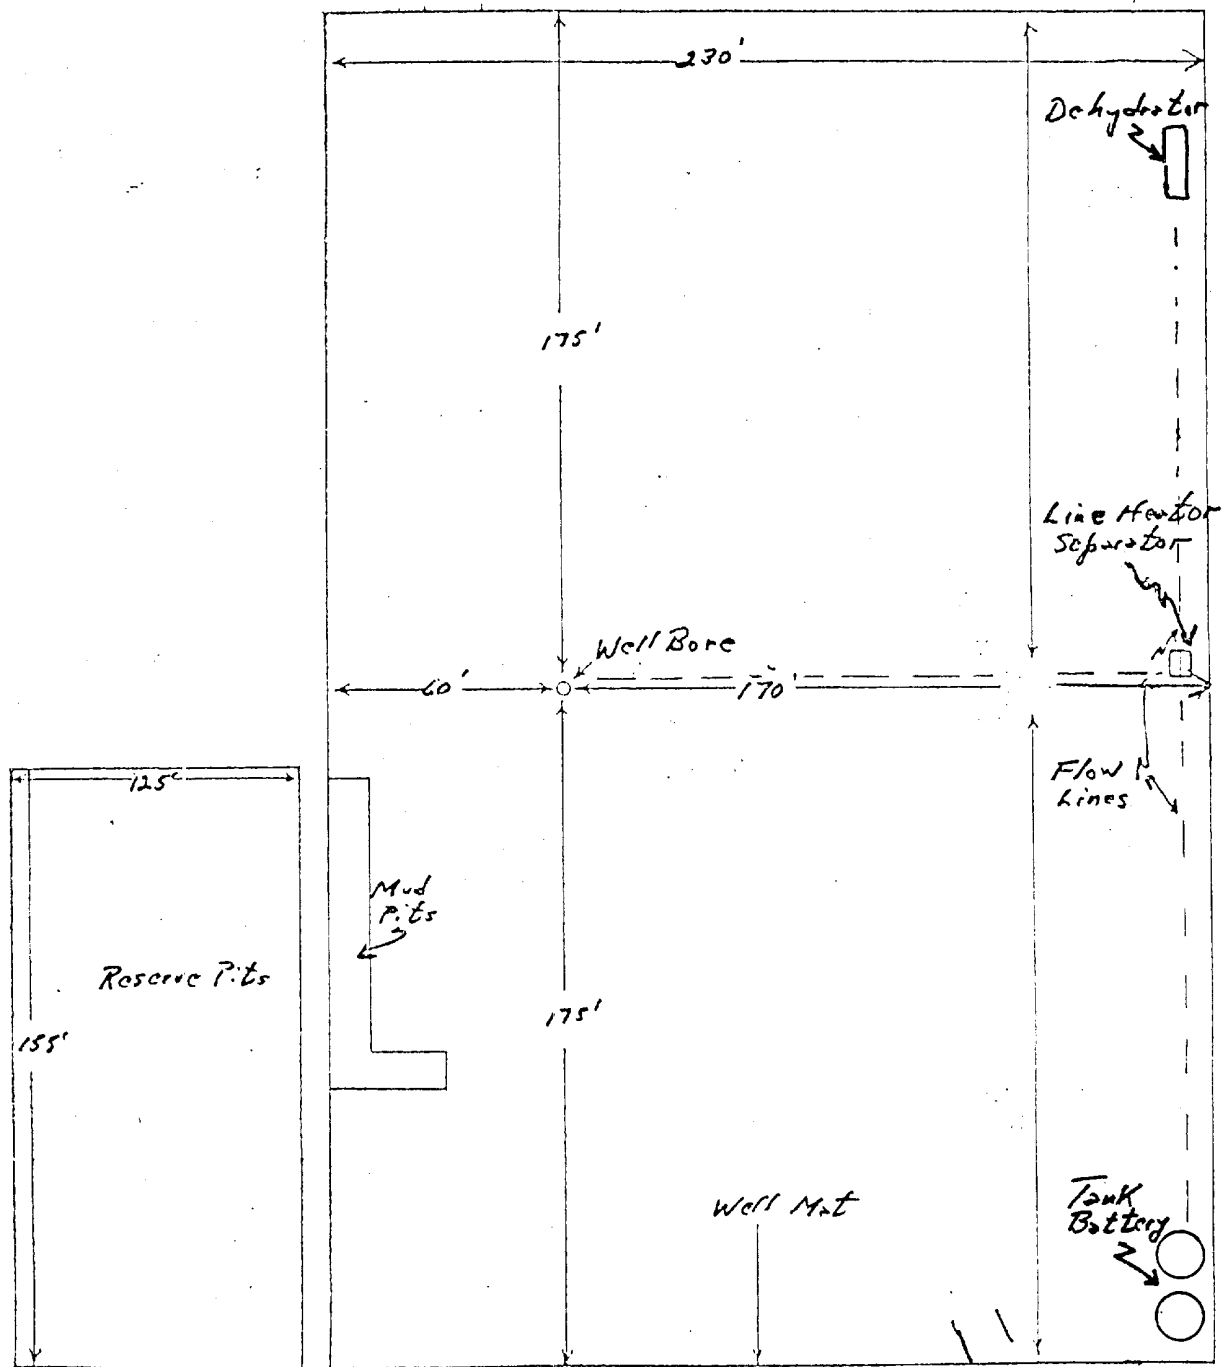 230'
Dehydrator
175'
Line Heator
Separator
Well Bore
60'
170'
125'
Flow
Lines
Mud
Pits
Reserve Pits
175'
155'
Well Mat
Tank
Battery